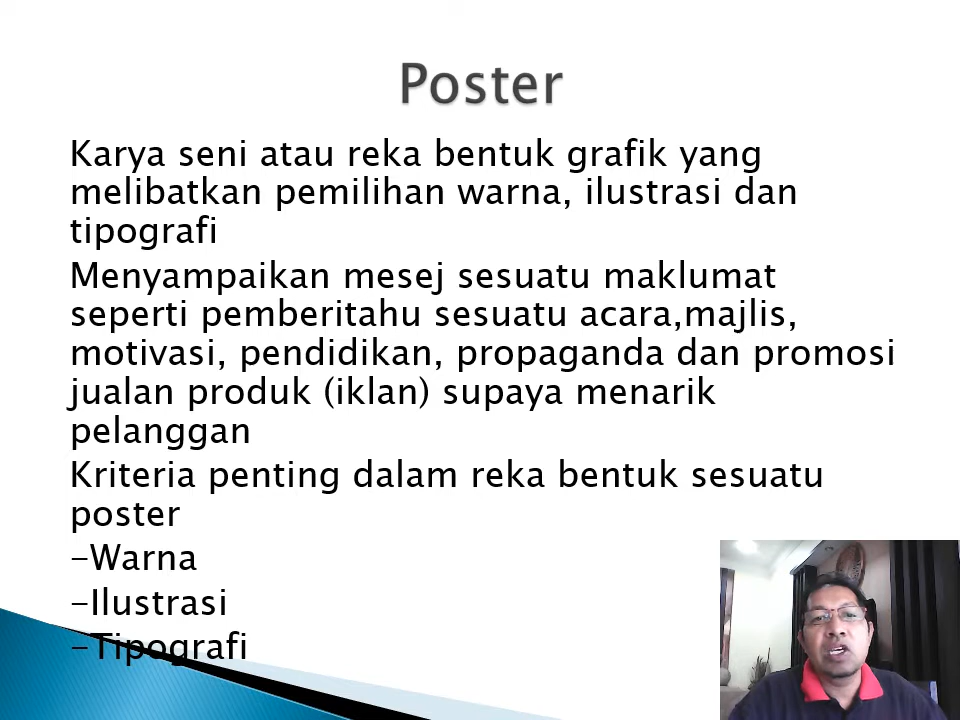 Poster
Karya seni atau reka bentuk grafik yang
melibatkan pemilihan warna, ilustrasi dan
tipografi
Menyampaikan mesej sesuatu maklumat
seperti pemberitahu sesuatu acara,majlis,
motivasi, pendidikan, propaganda dan promosi
jualan produk (iklan) supaya menarik
pelanggan
Kriteria penting dalam reka bentuk sesuatu
poster
-Warna
-Ilustrasi
-Tipografi